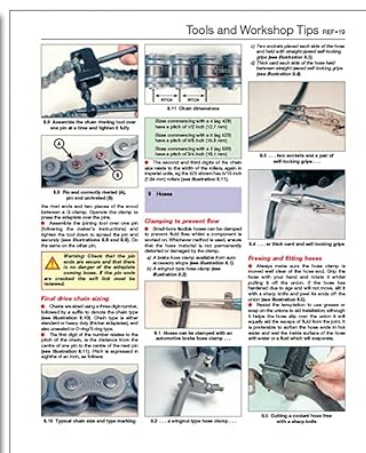 Tools and Workshop Tips REF•19
8.8 Assemble the chain riveting tool over
one pin at a time and tighten it fully
8.9 Pin end correctly riveted (A),
pin end unriveted (B)
the rivet ends and two pieces of the wood
between a G-clamp. Operate the clamp to
press the sideplate over the pins.
● Assemble the joining tool over one pin
(following the maker's instructions) and
tighten the tool down to spread the pin end
securely (see illustrations 8.8 and 8.9). Do
the same on the other pin.
Warning: Check that the pin
ends are secure and that there
is no danger of the sideplate
coming loose. If the pin ends
are cracked the soft link must be
renewed.
Final drive chain sizing
● Chains are sized using a three digit number,
followed by a suffix to denote the chain type
(see illustration 8.10). Chain type is either
standard or heavy duty (thicker sideplates), and
also unsealed or O-ring/X-ring type.
● The first digit of the number relates to the
pitch of the chain, ie the distance from the
centre of one pin to the centre of the next pin
(see illustration 8.11). Pitch is expressed in
eighths of an inch, as follows:
8.10 Typical chain size and type marking
PITCH PITCH
8.11 Chain dimensions
Sizes commencing with a 4 (eg 428)
have a pitch of 1/2 inch (12.7 mm)
Sizes commencing with a 5 (eg 520)
have a pitch of 5/8 inch (15.9 mm)
Sizes commencing with a 6 (eg 630)
have a pitch of 3/4 inch (19.1 mm)
● The second and third digits of the chain
size relate to the width of the rollers, again in
imperial units, eg the 525 shown has 5/16 inch
(7.94 mm) rollers (see illustration 8.11).
9 Hoses
Clamping to prevent flow
● Small-bore flexible hoses can be clamped
to prevent fluid flow whilst a component is
worked on. Whichever method is used, ensure
that the hose material is not permanently
distorted or damaged by the clamp.
a) A brake hose clamp available from auto
accessory shops (see illustration 9.1).
b) A wingnut type hose clamp (see
illustration 9.2).
9.1 Hoses can be clamped with an
automotive brake hose clamp . . .
9.2 . . . a wingnut type hose clamp . . .
c) Two sockets placed each side of the hose
and held with straight-jawed self-locking
grips (see illustration 9.3).
d) Thick card each side of the hose held
between straight-jawed self-locking grips
(see illustration 9.4).
9.3 . . . two sockets and a pair of
self-locking grips . . .
9.4 . . . or thick card and self-locking grips
Freeing and fitting hoses
● Always make sure the hose clamp is
moved well clear of the hose end. Grip the
hose with your hand and rotate it whilst
pulling it off the union. If the hose has
hardened due to age and will not move, slit it
with a sharp knife and peel its ends off the
union (see illustration 9.5).
● Resist the temptation to use grease or
soap on the unions to aid installation; although
it helps the hose slip over the union it will
equally aid the escape of fluid from the joint. It
is preferable to soften the hose ends in hot
water and wet the inside surface of the hose
with water or a fluid which will evaporate.
9.5 Cutting a coolant hose free
with a sharp knife